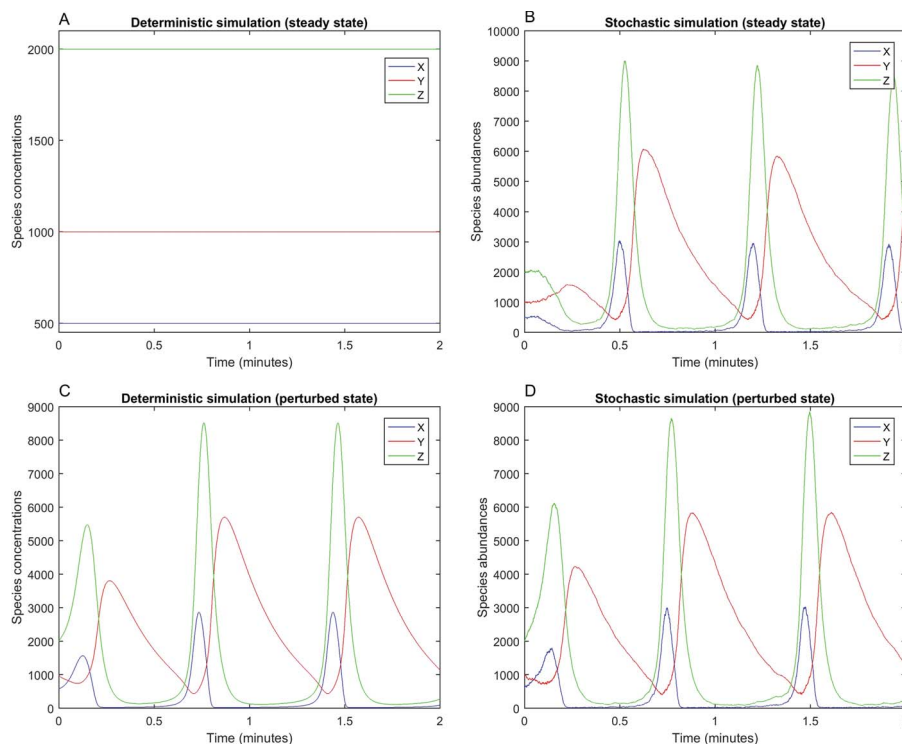 A
Deterministic simulation (steady state)
2000
1500
1000
500
Species concentrations
0 0.5 1 1.5 2
Time (minutes)
X
Y
Z
B
Stochastic simulation (steady state)
10000
9000
8000
7000
6000
5000
4000
3000
2000
1000
0
Species abundances
0 0.5 1 1.5
Time (minutes)
X
Y
Z
C
Deterministic simulation (perturbed state)
9000
8000
7000
6000
5000
4000
3000
2000
1000
0
Species concentrations
0 0.5 1 1.5 2
Time (minutes)
X
Y
Z
D
Stochastic simulation (perturbed state)
9000
8000
7000
6000
5000
4000
3000
2000
1000
0
Species abundances
0 0.5 1 1.5
Time (minutes)
X
Y
Z